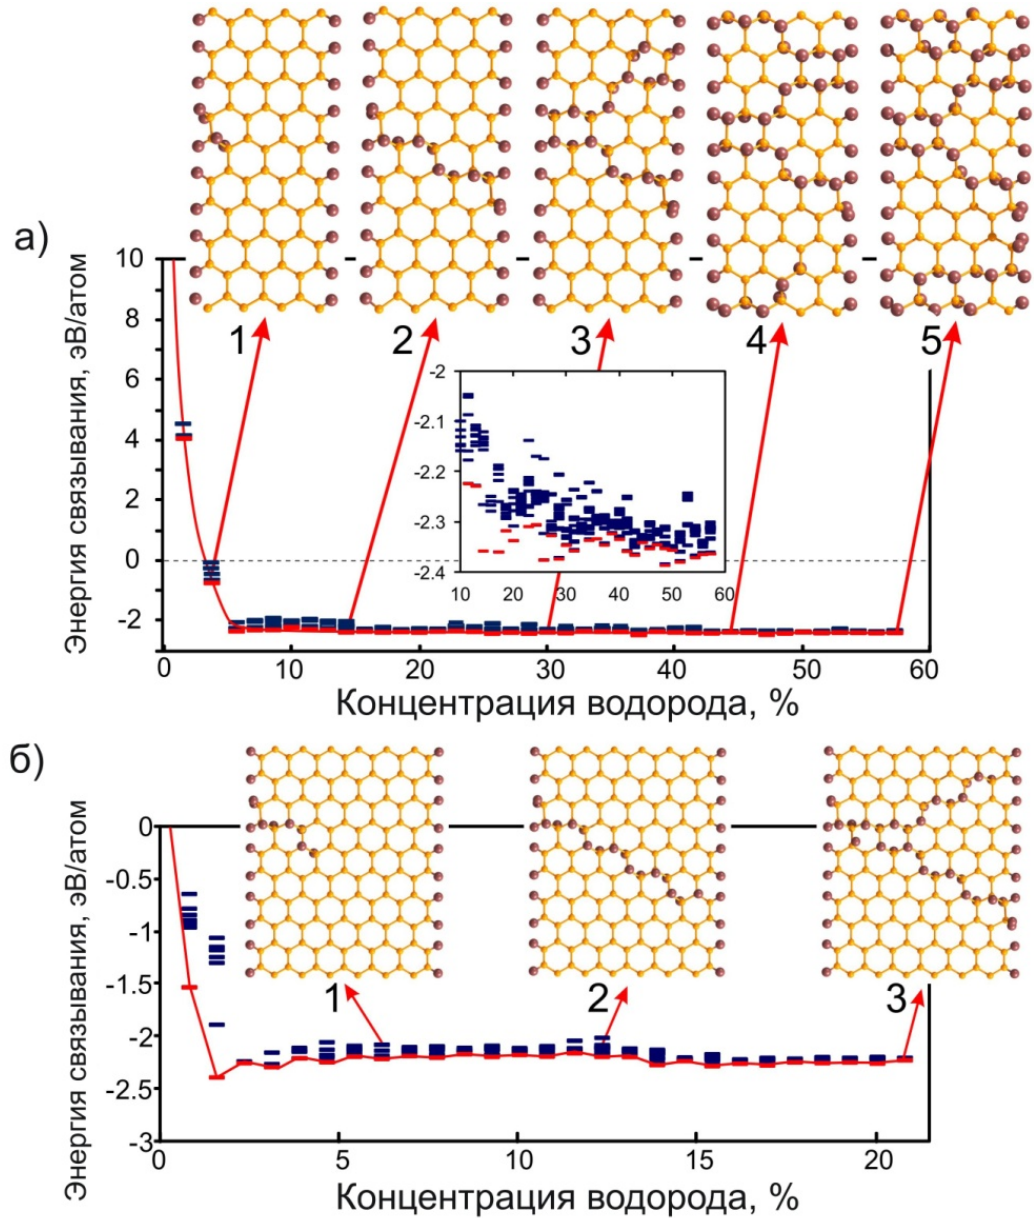 а)
1 2 3 4 5
Энергия связывания, эВ/атом
10
8
6
4
2
0
-2
-2
-2.1
-2.2
-2.3
-2.4
10 20 30 40 50 60
0 10 20 30 40 50 60
Концентрация водорода, %
б)
Энергия связывания, эВ/атом
0
-0.5
-1
-1.5
-2
-2.5
-3
1 2 3
0 5 10 15 20
Концентрация водорода, %